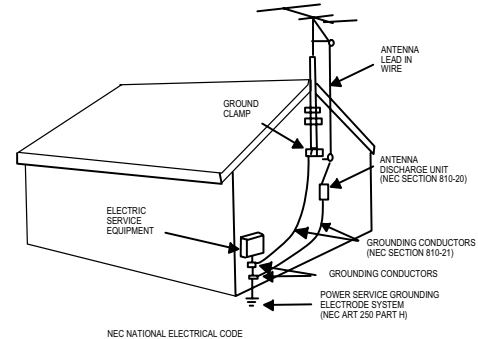 ANTENNA
LEAD IN
WIRE
GROUND
CLAMP
ANTENNA
DISCHARGE UNIT
(NEC SECTION 810-20)
ELECTRIC
SERVICE
EQUIPMENT
GROUNDING CONDUCTORS
(NEC SECTION 810-21)
GROUNDING CONDUCTORS
POWER SERVICE GROUNDING
ELECTRODE SYSTEM
(NEC ART 250 PART H)
NEC NATIONAL ELECTRICAL CODE